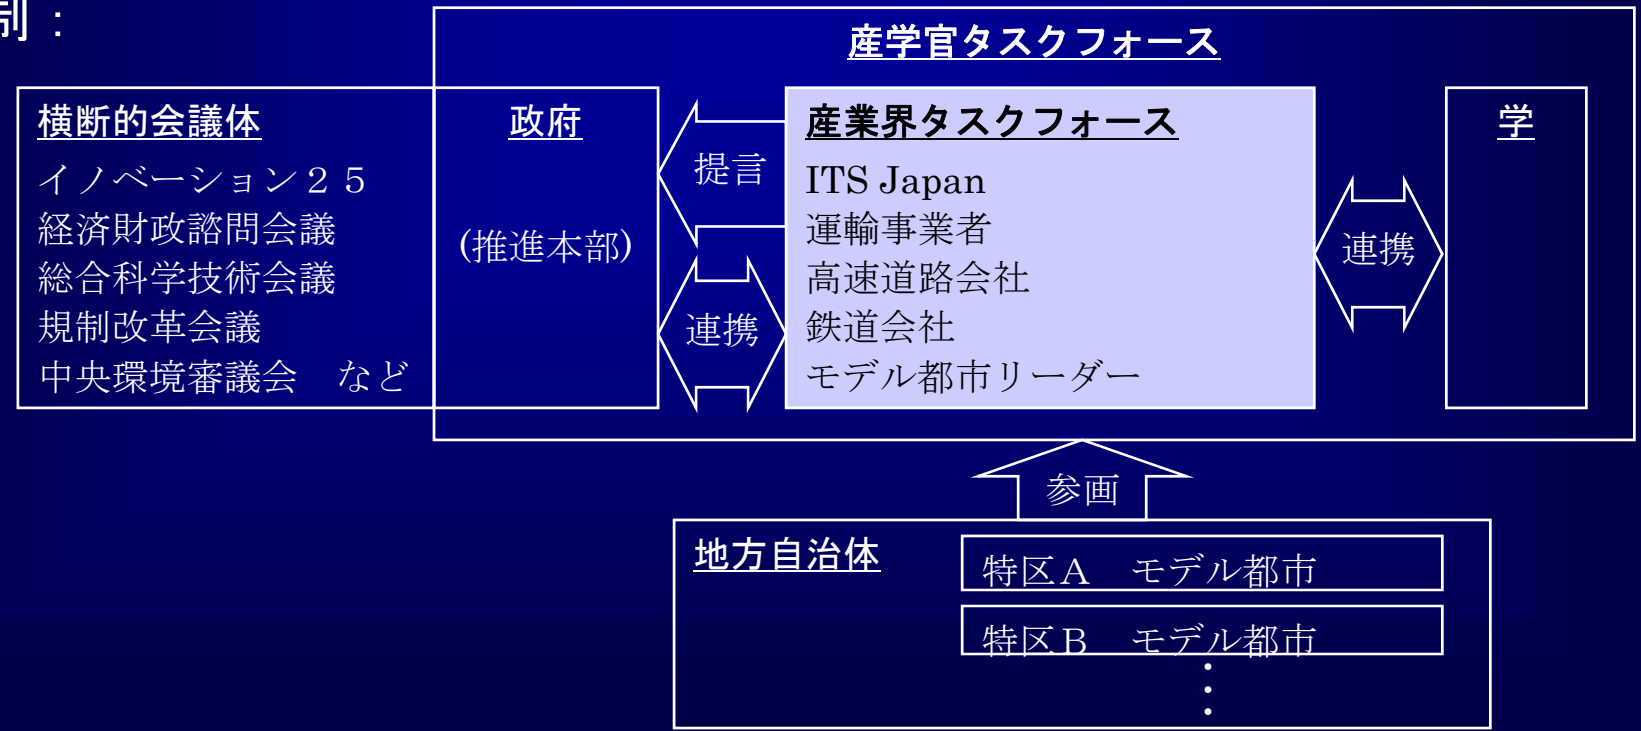 制：
産学官タスクフォース
横断的会議体
イノベーション２５
経済財政諮問会議
総合科学技術会議
規制改革会議
中央環境審議会　など
政府
(推進本部)
提言
連携
産業界タスクフォース
ITS Japan
運輸事業者
高速道路会社
鉄道会社
モデル都市リーダー
連携
学
参画
地方自治体
特区Ａ　モデル都市
特区Ｂ　モデル都市